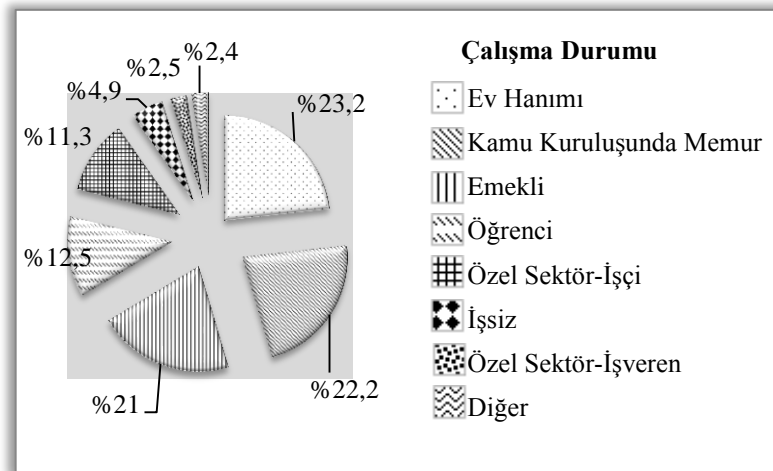 Çalışma Durumu
%2,4
%2,5
%4,9
%23,2
%11,3
%12,5
%21
%22,2
Ev Hanımı
Kamu Kuruluşunda Memur
Emekli
Öğrenci
Özel Sektör-İşçi
İşsiz
Özel Sektör-İşveren
Diğer